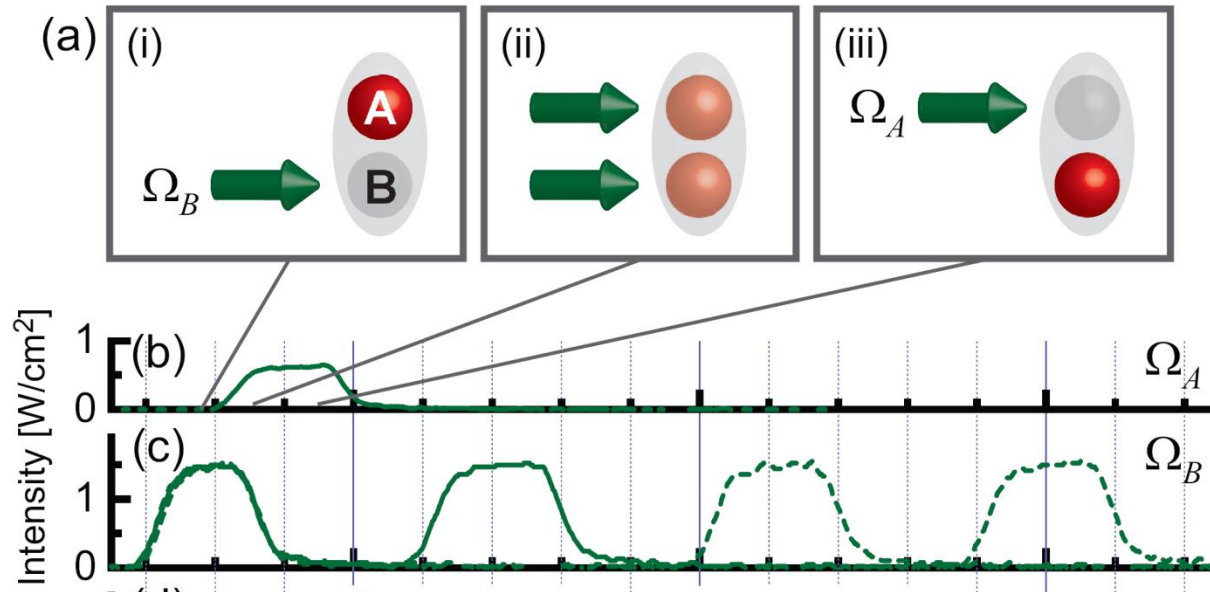 (a)
(i)
(ii)
(iii)
A
B
Ω_B
Ω_A
Intensity [W/cm²]
1
(b)
Ω_A
0
(c)
Ω_B
1
0